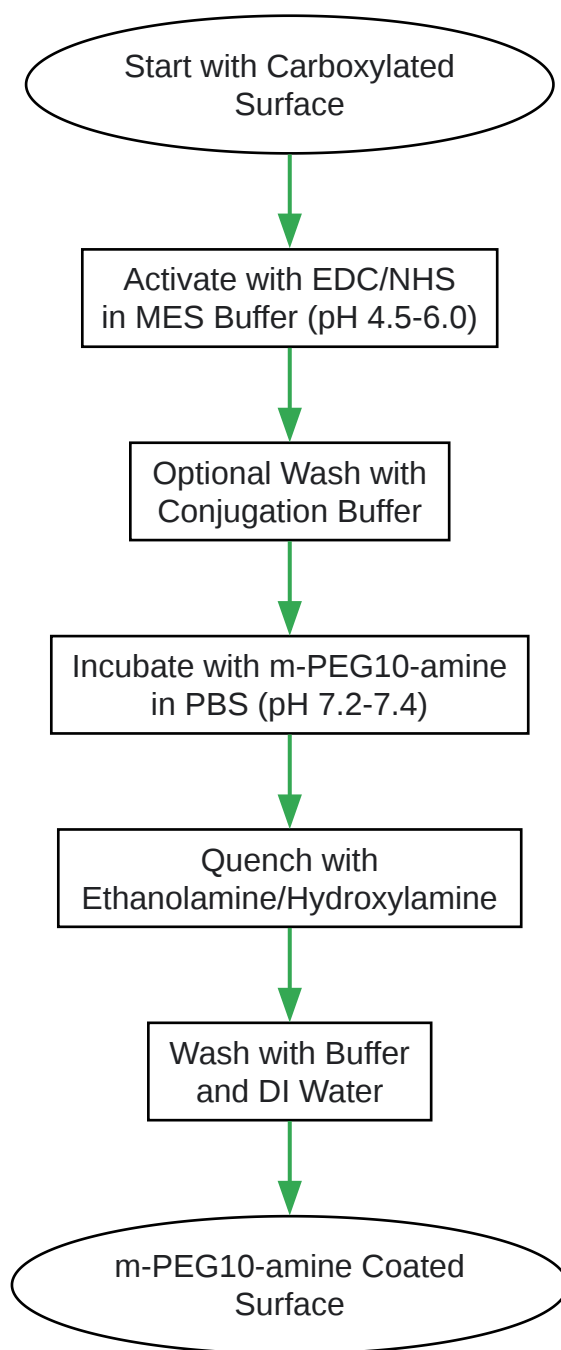 Start with Carboxylated
Surface
Activate with EDC/NHS
in MES Buffer (pH 4.5-6.0)
Optional Wash with
Conjugation Buffer
Incubate with m-PEG10-amine
in PBS (pH 7.2-7.4)
Quench with
Ethanolamine/Hydroxylamine
Wash with Buffer
and DI Water
m-PEG10-amine Coated
Surface